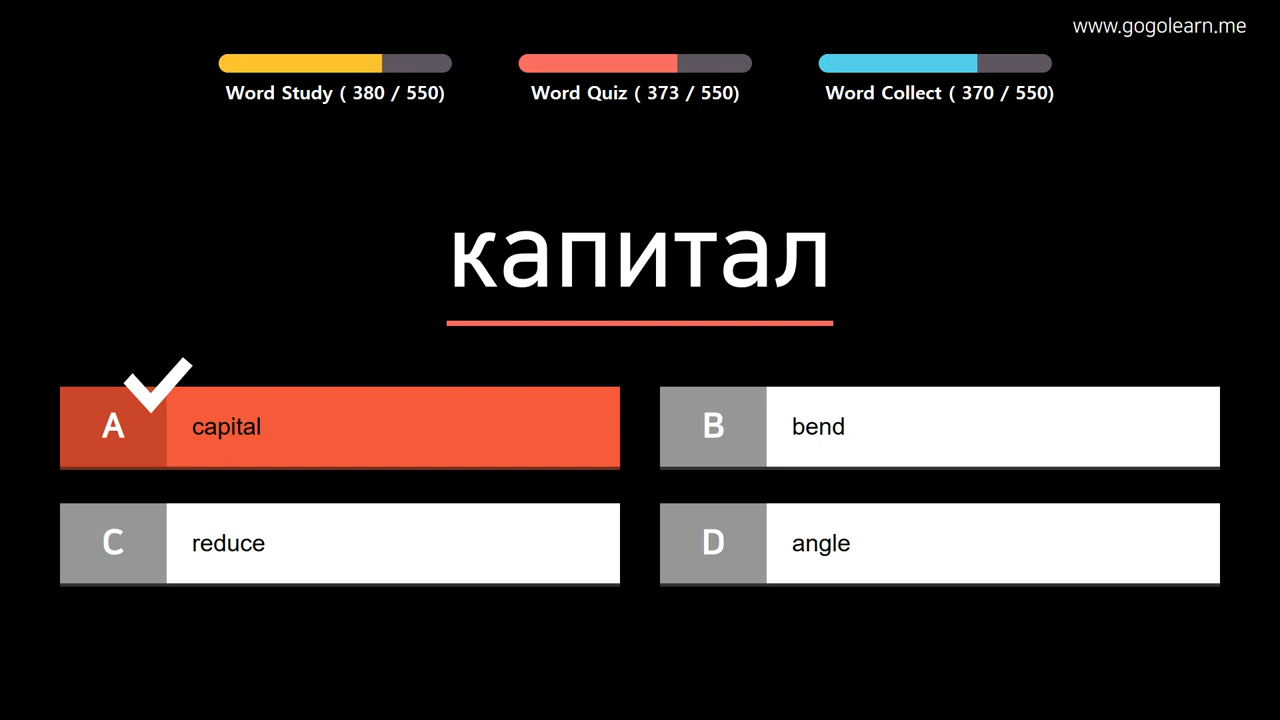 www.gogolearn.me
Word Study ( 380 / 550)
Word Quiz ( 373 / 550)
Word Collect ( 370 / 550)
капитал
A capital
B bend
C reduce
D angle